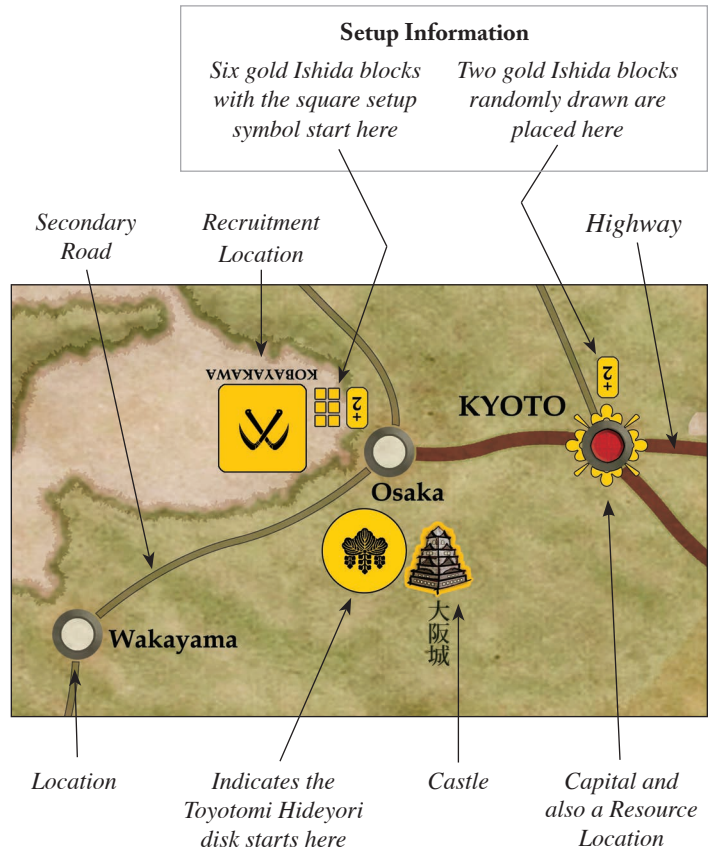 Setup Information
Six gold Ishida blocks
with the square setup
symbol start here
Two gold Ishida blocks
randomly drawn are
placed here
Secondary
Road
Recruitment
Location
Highway
KOBAYAKAWA
2+
2+
KYOTO
Osaka
Wakayama
大阪城
Location
Indicates the
Toyotomi Hideyori
disk starts here
Castle
Capital and
also a Resource
Location